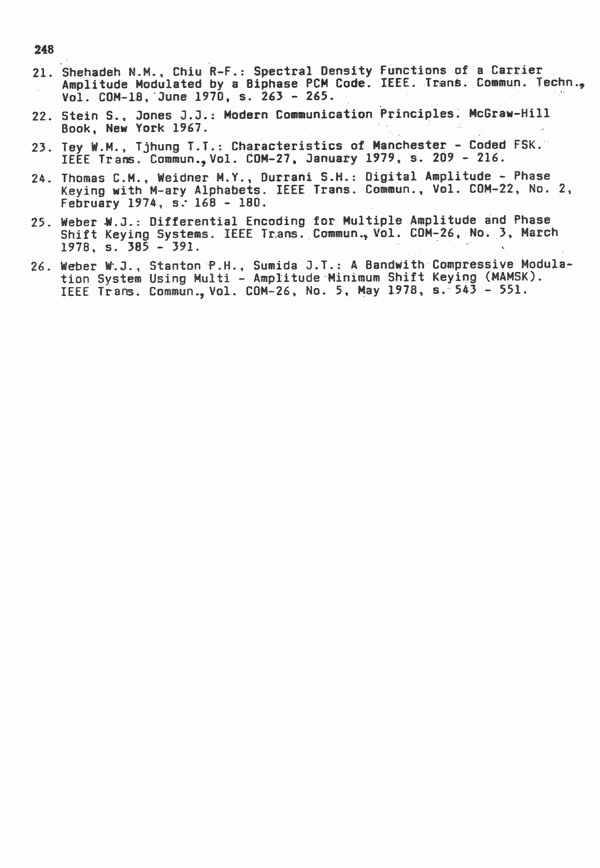 248
21. Shehadeh N.M., Chiu R-F.: Spectral Density Functions of a Carrier
Amplitude Modulated by a Biphase PCM Code. IEEE. Trans. Commun. Techn.,
Vol. COM-18, June 1970, s. 263 - 265.
22. Stein S., Jones J.J.: Modern Communication Principles. McGraw-Hill
Book, New York 1967.
23. Tey W.M., Tjhung T.T.: Characteristics of Manchester - Coded FSK.
IEEE Trans. Commun., Vol. COM-27, January 1979, s. 209 - 216.
24. Thomas C.M., Weidner M.Y., Durrani S.H.: Digital Amplitude - Phase
Keying with M-ary Alphabets. IEEE Trans. Commun., Vol. COM-22, No. 2,
February 1974, s. 168 - 180.
25. Weber W.J.: Differential Encoding for Multiple Amplitude and Phase
Shift Keying Systems. IEEE Trans. Commun., Vol. COM-26, No. 3, March
1978, s. 385 - 391.
26. Weber W.J., Stanton P.H., Sumida J.T.: A Bandwith Compressive Modula-
tion System Using Multi - Amplitude Minimum Shift Keying (MAMSK).
IEEE Trans. Commun., Vol. COM-26, No. 5, May 1978, s. 543 - 551.